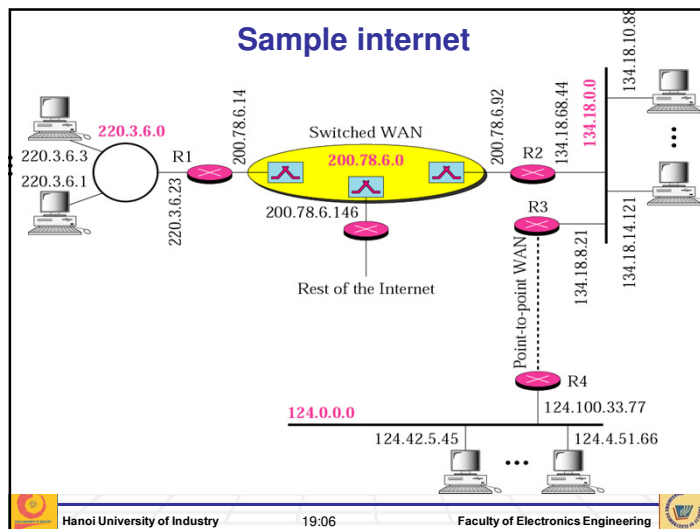 Sample internet
220.3.6.0
220.3.6.3
220.3.6.1
220.3.6.23
R1
200.78.6.14
Switched WAN
200.78.6.0
200.78.6.146
Rest of the Internet
200.78.6.92
R2
134.18.68.44
134.18.0.0
134.18.10.88
R3
134.18.8.21
134.18.14.121
Point-to-point WAN
R4
124.100.33.77
124.0.0.0
124.42.5.45
124.4.51.66
Hanoi University of Industry
19:06
Faculty of Electronics Engineering